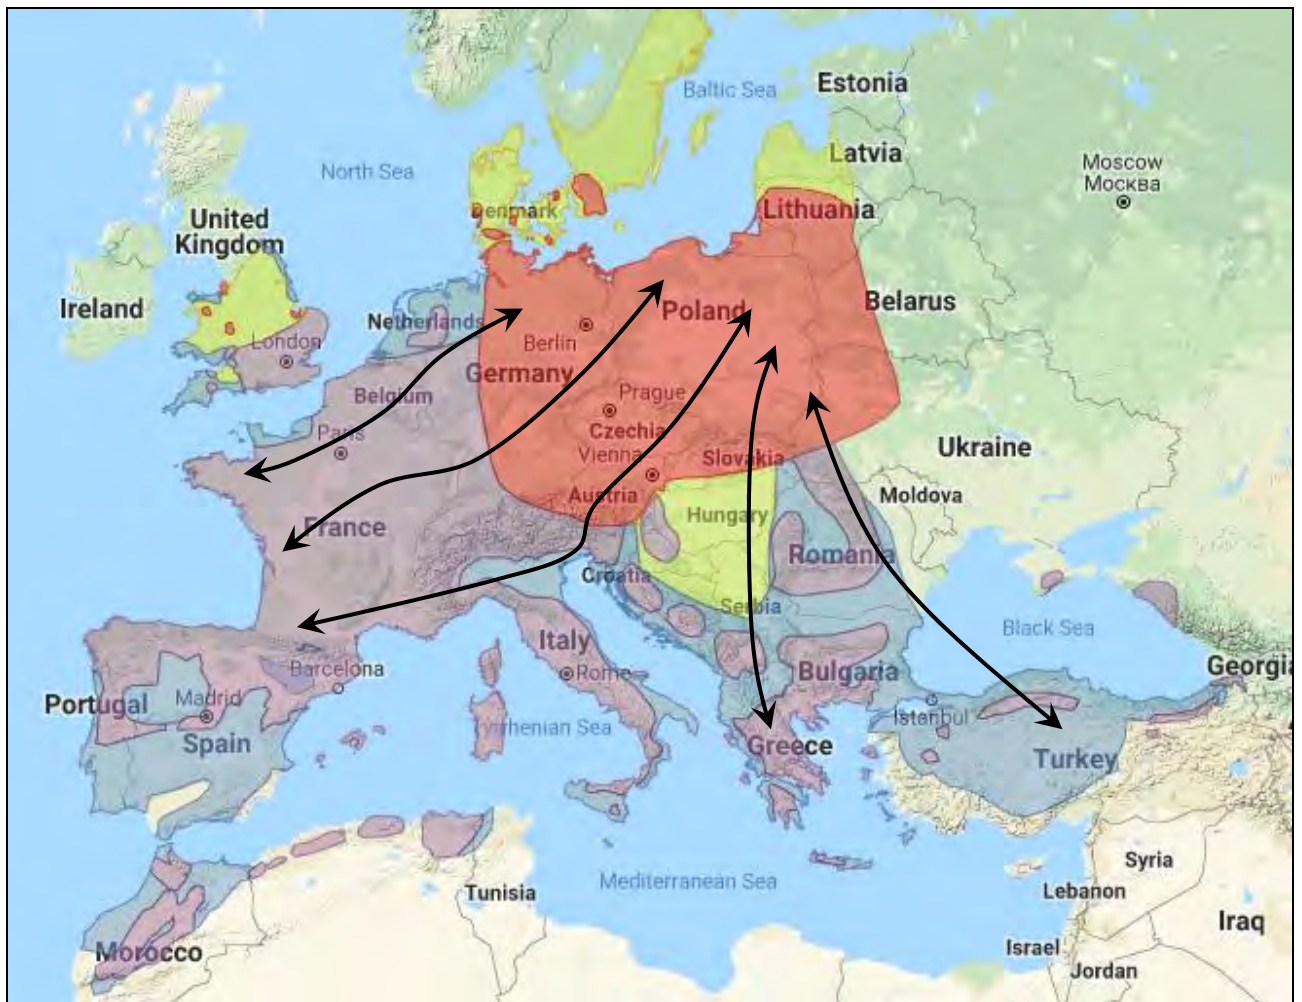 Baltic Sea
Estonia
Latvia
Moscow
Москва
North Sea
United
Kingdom
Denmark
Lithuania
Ireland
Netherlands
Poland
Belarus
London
Berlin
Germany
Belgium
Prague
Paris
Czechia
Vienna
Slovakia
Ukraine
Austria
Moldova
France
Hungary
Romania
Croatia
Serbia
Black Sea
Italy
Barcelona
Rome
Bulgaria
Georgia
Portugal
Madrid
Istanbul
Tyrrhenian Sea
Spain
Greece
Turkey
Syria
Mediterranean Sea
Tunisia
Lebanon
Iraq
Morocco
Israel
Jordan